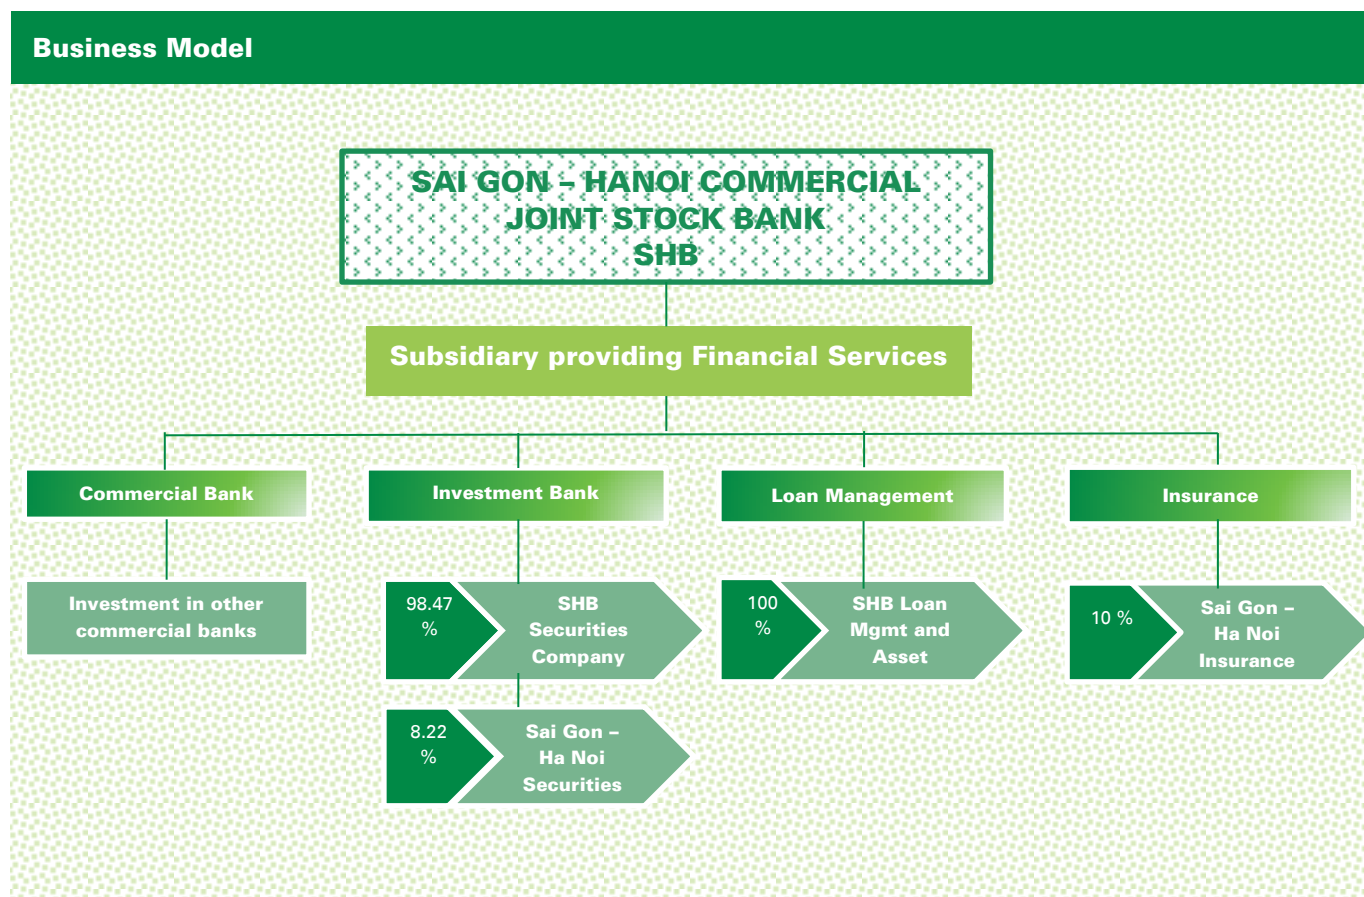 Business Model
SAI GON – HANOI COMMERCIAL
JOINT STOCK BANK
SHB
Subsidiary providing Financial Services
Commercial Bank
Investment Bank
Loan Management
Insurance
Investment in other
commercial banks
98.47
%
SHB
Securities
Company
100
%
SHB Loan
Mgmt and
Asset
10 %
Sai Gon –
Ha Noi
Insurance
8.22
%
Sai Gon –
Ha Noi
Securities